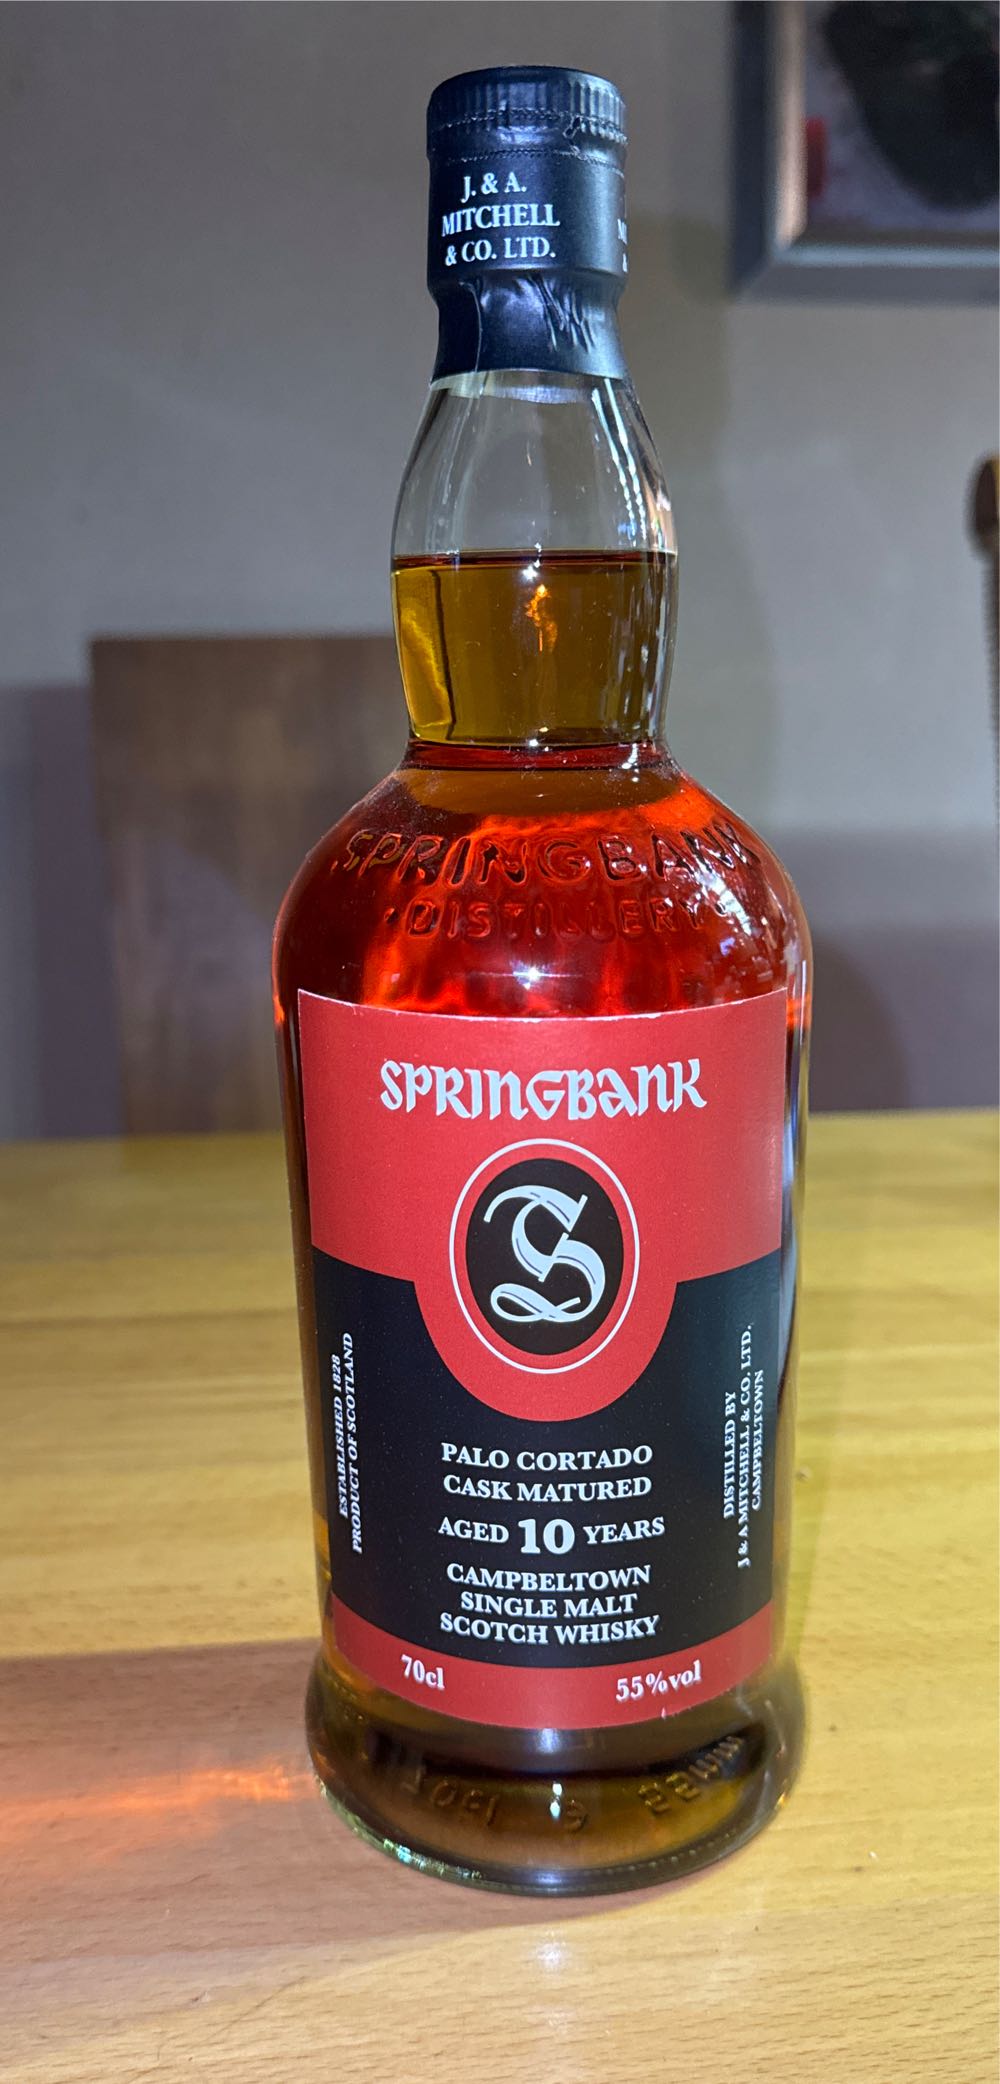 J. & A.
MITCHELL
& CO. LTD.
SPRINGBANK
•DISTILLERY•
SPRINGBANK
S
ESTABLISHED 1828
PRODUCT OF SCOTLAND
DISTILLED BY
J & A MITCHELL & CO. LTD.
CAMPBELTOWN
PALO CORTADO
CASK MATURED
AGED 10 YEARS
CAMPBELTOWN
SINGLE MALT
SCOTCH WHISKY
70cl
55%vol